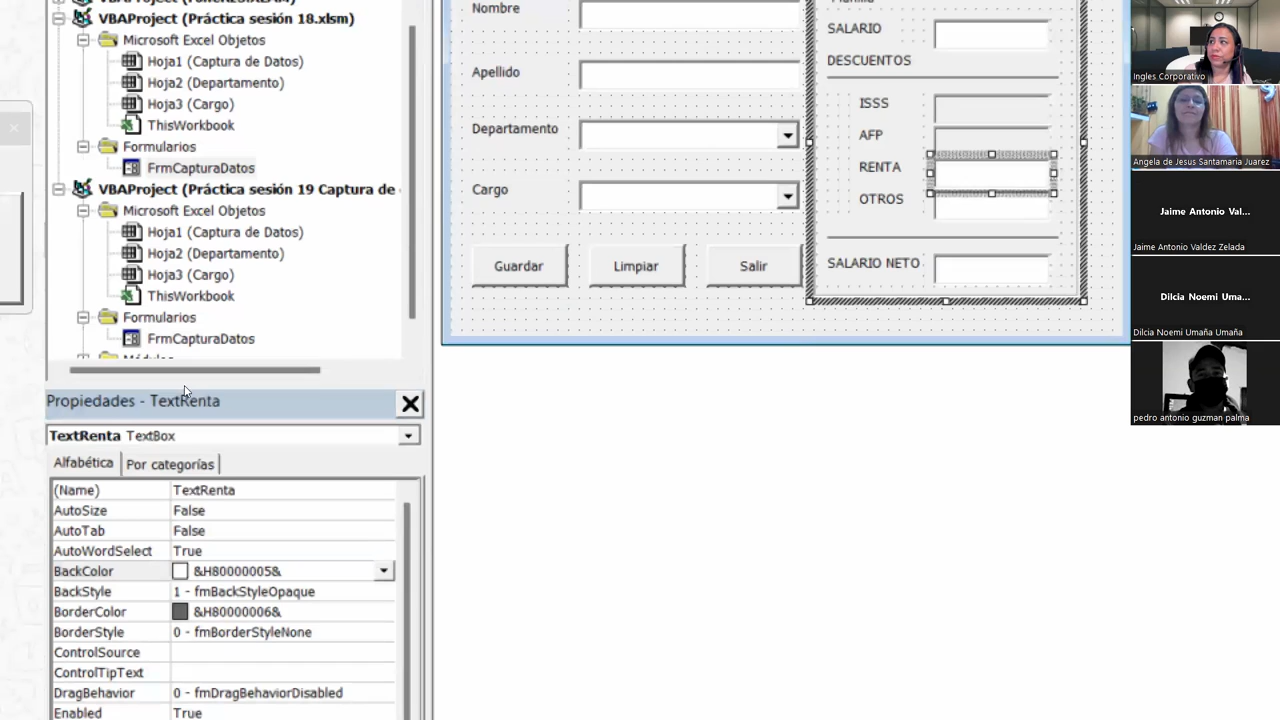 VBAProject (Práctica sesión 18.xlsm)
Microsoft Excel Objetos
Hoja1 (Captura de Datos)
Hoja2 (Departamento)
Hoja3 (Cargo)
ThisWorkbook
Formularios
FrmCapturaDatos
VBAProject (Práctica sesión 19 Captura de
Microsoft Excel Objetos
Hoja1 (Captura de Datos)
Hoja2 (Departamento)
Hoja3 (Cargo)
ThisWorkbook
Formularios
FrmCapturaDatos
Propiedades - TextRenta
TextRenta TextBox
Alfabética Por categorías
(Name) TextRenta
AutoSize False
AutoTab False
AutoWordSelect True
BackColor &H80000005&
BackStyle 1 - fmBackStyleOpaque
BorderColor &H80000006&
BorderStyle 0 - fmBorderStyleNone
ControlSource
ControlTipText
DragBehavior 0 - fmDragBehaviorDisabled
Enabled True
Nombre
Apellido
Departamento
Cargo
Guardar Limpiar Salir
SALARIO
DESCUENTOS
ISSS
AFP
RENTA
OTROS
SALARIO NETO
Ingles Corporativo
Angela de Jesus Santamaría Juarez
Jaime Antonio Val...
Jaime Antonio Valdez Zelada
Dilcia Noemi Uma...
Dilcia Noemi Umaña Umaña
pedro antonio guzman palma